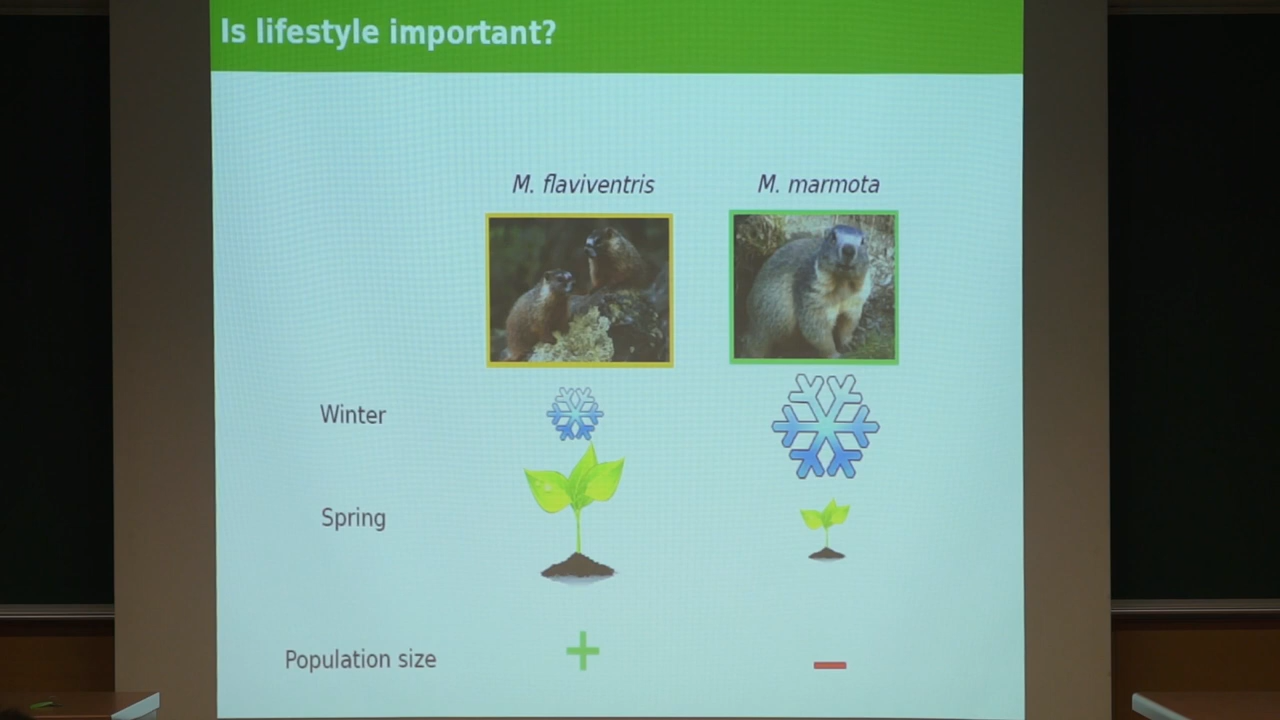 Is lifestyle important?
M. flaviventris M. marmota
Winter
Spring
Population size + −